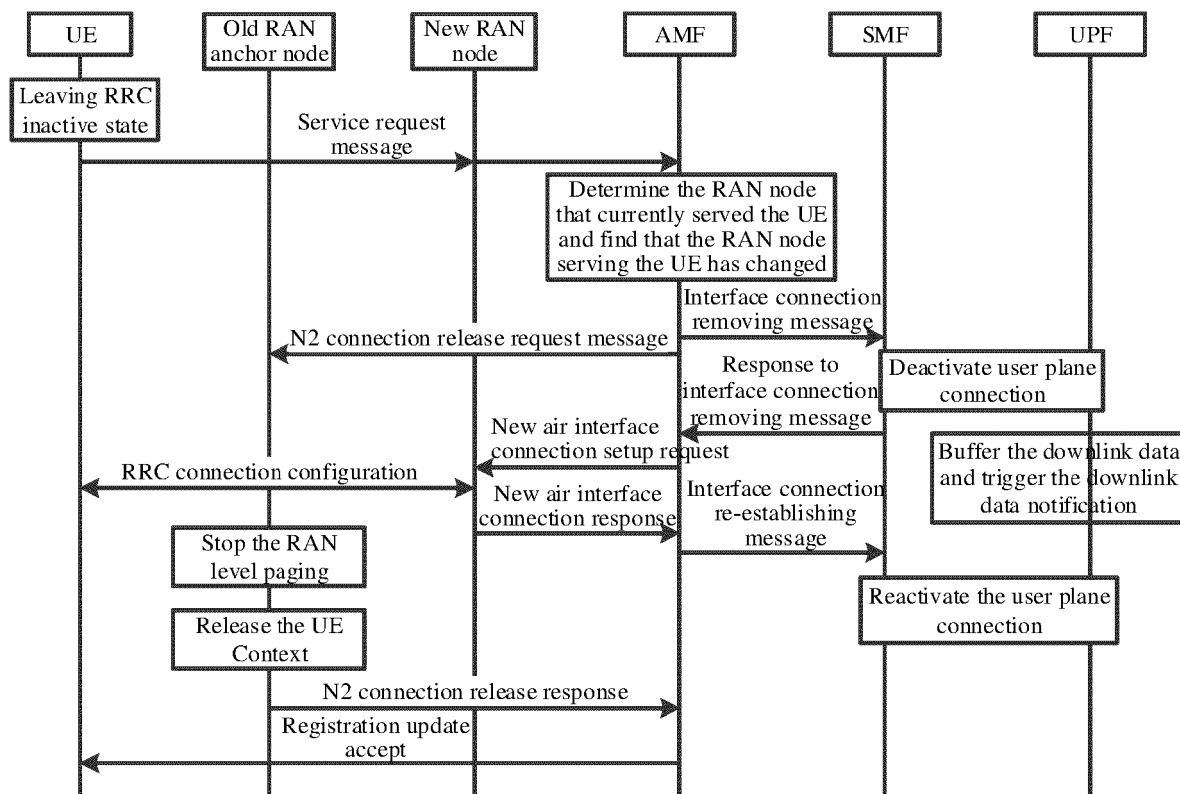 UE
Old RAN
anchor node
New RAN
node
AMF
SMF
UPF
Leaving RRC
inactive state
Service request
message
Determine the RAN node
that currently served the UE
and find that the RAN node
serving the UE has changed
Interface connection
removing message
N2 connection release request message
Deactivate user plane
connection
Response to
interface connection
removing message
New air interface
connection setup request
Buffer the downlink data
and trigger the downlink
data notification
RRC connection configuration
New air interface
connection response
Interface connection
re-establishing
message
Stop the RAN
level paging
Reactivate the user plane
connection
Release the UE
Context
N2 connection release response
Registration update
accept